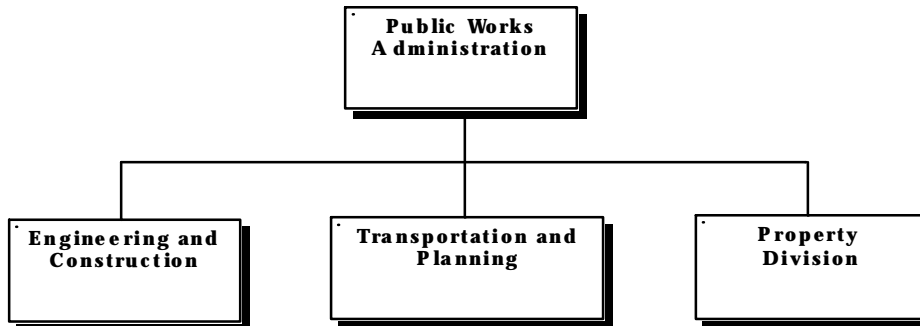 Public Works
Administration
Engineering and
Construction
Transportation and
Planning
Property
Division